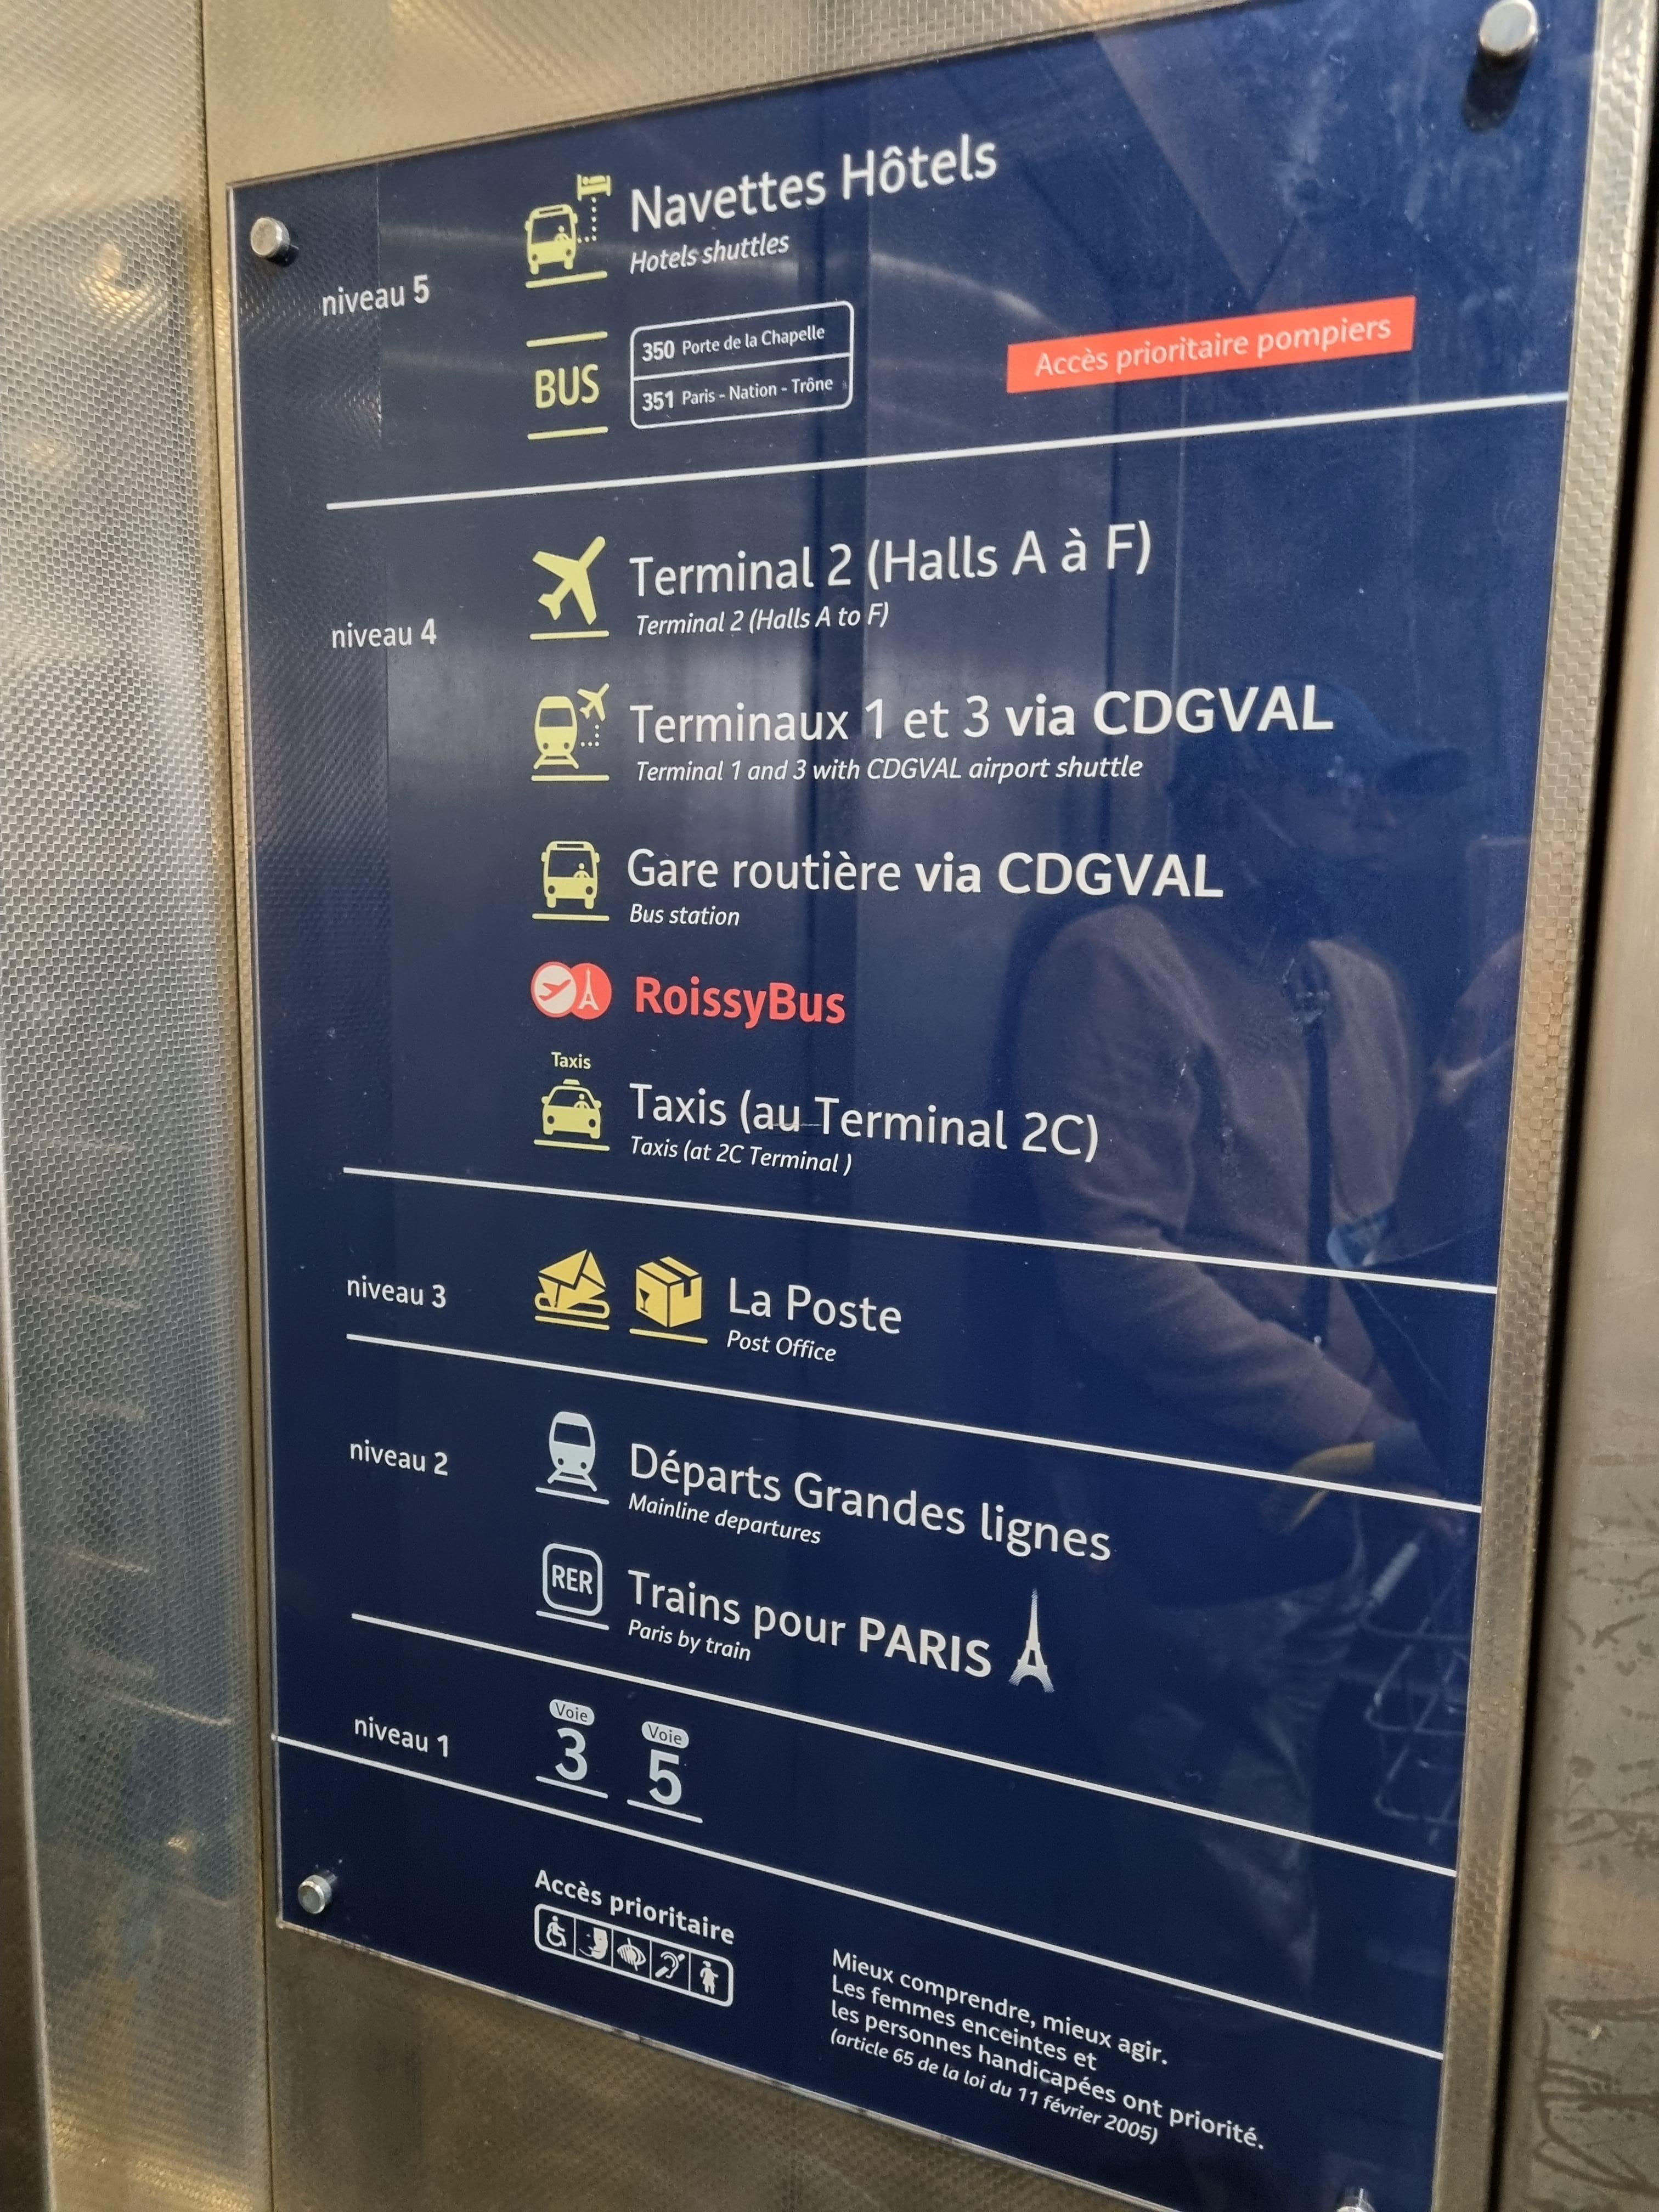 niveau 5
Navettes Hôtels
Hotels shuttles
BUS
350 Porte de la Chapelle
351 Paris - Nation - Trône
Accès prioritaire pompiers
niveau 4
Terminal 2 (Halls A à F)
Terminal 2 (Halls A to F)
Terminaux 1 et 3 via CDGVAL
Terminal 1 and 3 with CDGVAL airport shuttle
Gare routière via CDGVAL
Bus station
RoissyBus
Taxis
Taxis (au Terminal 2C)
Taxis (at 2C Terminal )
niveau 3
La Poste
Post Office
niveau 2
Départs Grandes lignes
Mainline departures
RER
Trains pour PARIS
Paris by train
niveau 1
Voie 3
Voie 5
Accès prioritaire
Mieux comprendre, mieux agir.
Les femmes enceintes et
les personnes handicapées ont priorité.
(article 65 de la loi du 11 février 2005)